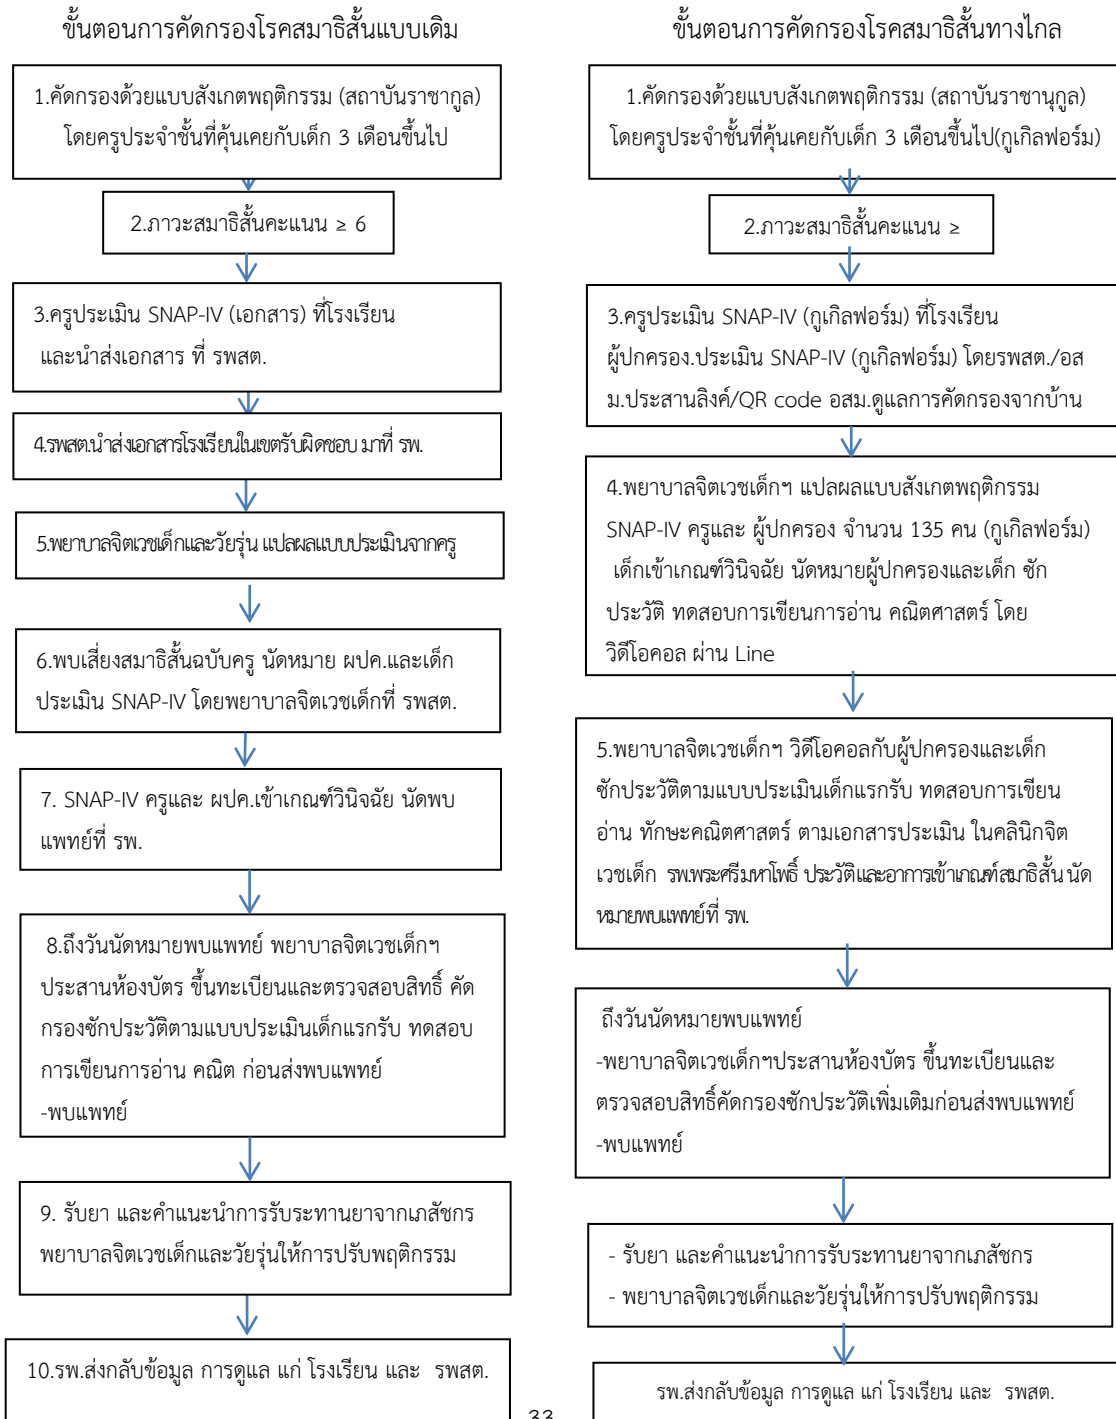 ขั้นตอนการคัดกรองโรคสมาธิสั้นแบบเดิม
1.คัดกรองด้วยแบบสังเกตพฤติกรรม (สถาบันราชากูล)
โดยครูประจำชั้นที่คุ้นเคยกับเด็ก 3 เดือนขึ้นไป
2.ภาวะสมาธิสั้นคะแนน ≥ 6
3.ครูประเมิน SNAP-IV (เอกสาร) ที่โรงเรียน
และนำส่งเอกสาร ที่ รพสต.
4.รพสต.นำส่งเอกสารโรงเรียนในเขตรับผิดชอบ มาที่ รพ.
5.พยาบาลจิตเวชเด็กและวัยรุ่น แปลผลแบบประเมินจากครู
6.พบเสี่ยงสมาธิสั้นฉบับครู นัดหมาย ผปค.และเด็ก
ประเมิน SNAP-IV โดยพยาบาลจิตเวชเด็กที่ รพสต.
7. SNAP-IV ครูและ ผปค.เข้าเกณฑ์วินิจฉัย นัดพบ
แพทย์ที่ รพ.
8.ถึงวันนัดหมายพบแพทย์ พยาบาลจิตเวชเด็กฯ
ประสานห้องบัตร ขึ้นทะเบียนและตรวจสอบสิทธิ์ คัด
กรองซักประวัติตามแบบประเมินเด็กแรกรับ ทดสอบ
การเขียนการอ่าน คณิต ก่อนส่งพบแพทย์
-พบแพทย์
9. รับยา และคำแนะนำการรับระทานยาจากเภสัชกร
พยาบาลจิตเวชเด็กและวัยรุ่นให้การปรับพฤติกรรม
10.รพ.ส่งกลับข้อมูล การดูแล แก่ โรงเรียน และ รพสต.
ขั้นตอนการคัดกรองโรคสมาธิสั้นทางไกล
1.คัดกรองด้วยแบบสังเกตพฤติกรรม (สถาบันราชานุกูล)
โดยครูประจำชั้นที่คุ้นเคยกับเด็ก 3 เดือนขึ้นไป(กูเกิลฟอร์ม)
2.ภาวะสมาธิสั้นคะแนน ≥
3.ครูประเมิน SNAP-IV (กูเกิลฟอร์ม) ที่โรงเรียน
ผู้ปกครอง.ประเมิน SNAP-IV (กูเกิลฟอร์ม) โดยรพสต./อส
ม.ประสานลิงค์/QR code อสม.ดูแลการคัดกรองจากบ้าน
4.พยาบาลจิตเวชเด็กฯ แปลผลแบบสังเกตพฤติกรรม
SNAP-IV ครูและ ผู้ปกครอง จำนวน 135 คน (กูเกิลฟอร์ม)
เด็กเข้าเกณฑ์วินิจฉัย นัดหมายผู้ปกครองและเด็ก ซัก
ประวัติ ทดสอบการเขียนการอ่าน คณิตศาสตร์ โดย
วิดีโอคอล ผ่าน Line
5.พยาบาลจิตเวชเด็กฯ วิดีโอคอลกับผู้ปกครองและเด็ก
ซักประวัติตามแบบประเมินเด็กแรกรับ ทดสอบการเขียน
อ่าน ทักษะคณิตศาสตร์ ตามเอกสารประเมิน ในคลินิกจิต
เวชเด็ก รพ.พระศรีมหาโพธิ์ ประวัติและอาการเข้าเกณฑ์สมาธิสั้น นัด
หมายพบแพทย์ที่ รพ.
ถึงวันนัดหมายพบแพทย์
-พยาบาลจิตเวชเด็กฯประสานห้องบัตร ขึ้นทะเบียนและ
ตรวจสอบสิทธิ์คัดกรองซักประวัติเพิ่มเติมก่อนส่งพบแพทย์
-พบแพทย์
- รับยา และคำแนะนำการรับระทานยาจากเภสัชกร
- พยาบาลจิตเวชเด็กและวัยรุ่นให้การปรับพฤติกรรม
รพ.ส่งกลับข้อมูล การดูแล แก่ โรงเรียน และ รพสต.
33